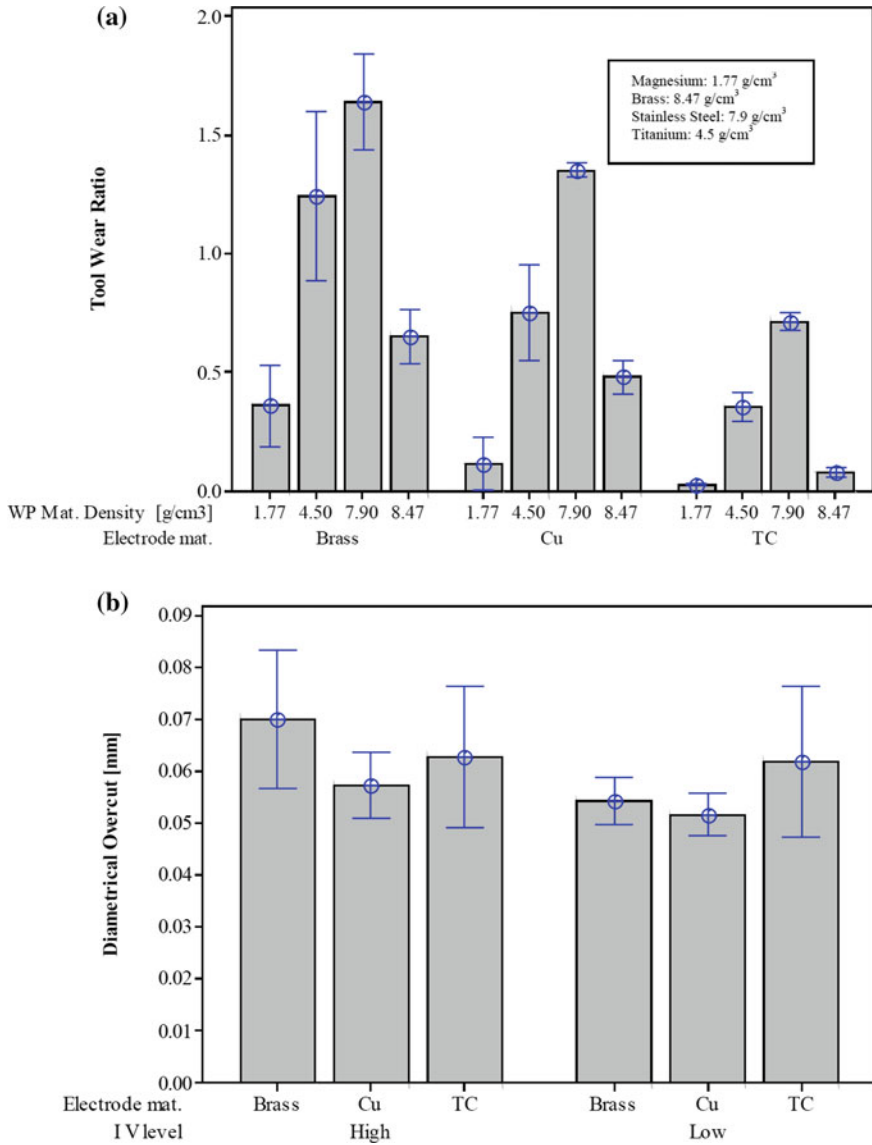 (a)
2.0
Magnesium: 1.77 g/cm³
Brass: 8.47 g/cm³
Stainless Steel: 7.9 g/cm³
Titanium: 4.5 g/cm³
1.5
1.0
0.5
0.0
Tool Wear Ratio
WP Mat. Density [g/cm3] 1.77 4.50 7.90 8.47 1.77 4.50 7.90 8.47 1.77 4.50 7.90 8.47
Electrode mat. Brass Cu TC
(b)
0.09
0.08
0.07
0.06
0.05
0.04
0.03
0.02
0.01
0.00
Diametrical Overcut [mm]
Electrode mat. Brass Cu TC Brass Cu TC
I V level High Low